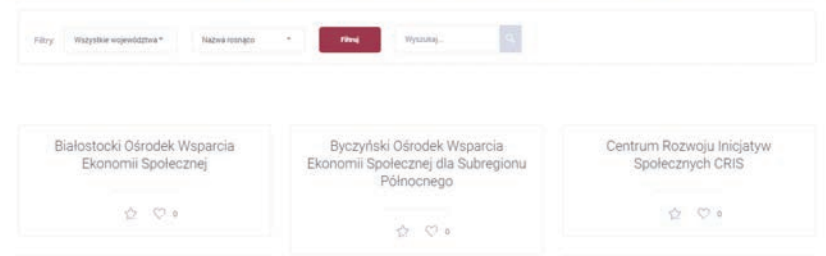 Filtry: Wszystkie województwa Nazwa rosnąco Filtruj Wyszukaj...
Białostocki Ośrodek Wsparcia
Ekonomii Społecznej
0
Byczyński Ośrodek Wsparcia
Ekonomii Społecznej dla Subregionu
Północnego
0
Centrum Rozwoju Inicjatyw
Społecznych CRIS
0